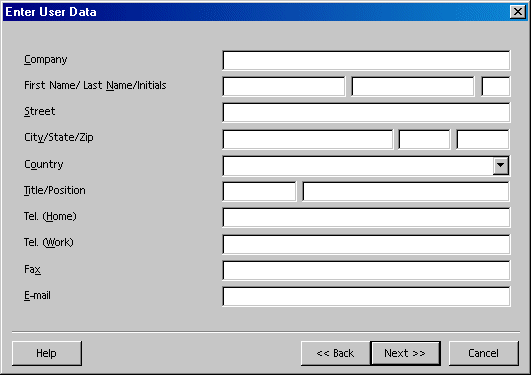 Enter User Data
Company
First Name/ Last Name/Initials
Street
City/State/Zip
Country
Title/Position
Tel. (Home)
Tel. (Work)
Fax
E-mail
Help << Back Next >> Cancel